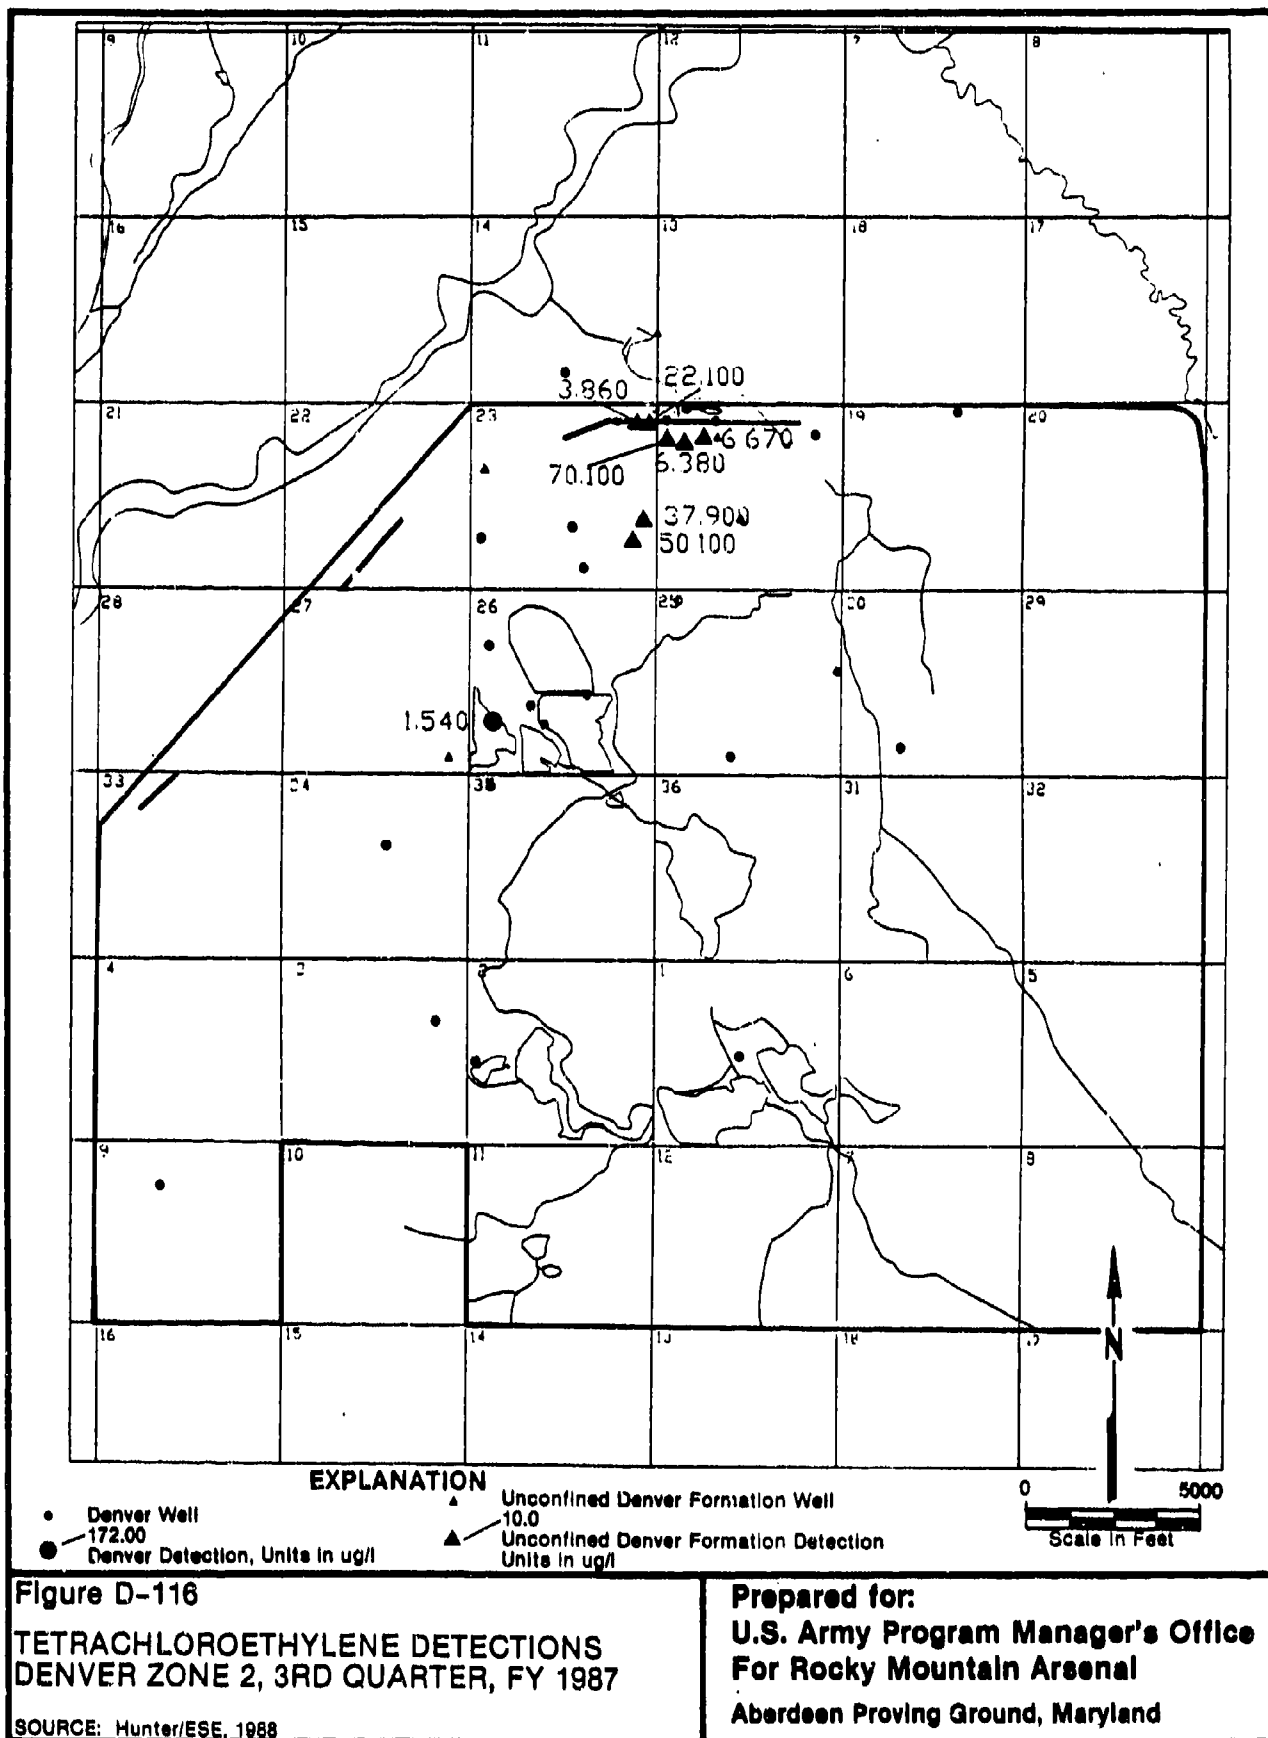 9 10 11 12 7 8
16 15 14 13 18 17
3.860 22.100
21 22 23 19 20
6 670
70.100 6.380
37.900
50 100
28 27 26 25 30 29
1.540
33 34 35 36 31 32
4 3 2 1 6 5
9 10 11 12 7 8
16 15 14 13 18 17
N
EXPLANATION
Denver Well
172.00
Denver Detection, Units in ug/l
Unconfined Denver Formation Well
10.0
Unconfined Denver Formation Detection
Units in ug/l
0 5000
Scale in Feet
Figure D-116
TETRACHLOROETHYLENE DETECTIONS
DENVER ZONE 2, 3RD QUARTER, FY 1987
SOURCE: Hunter/ESE, 1988
Prepared for:
U.S. Army Program Manager's Office
For Rocky Mountain Arsenal
Aberdeen Proving Ground, Maryland